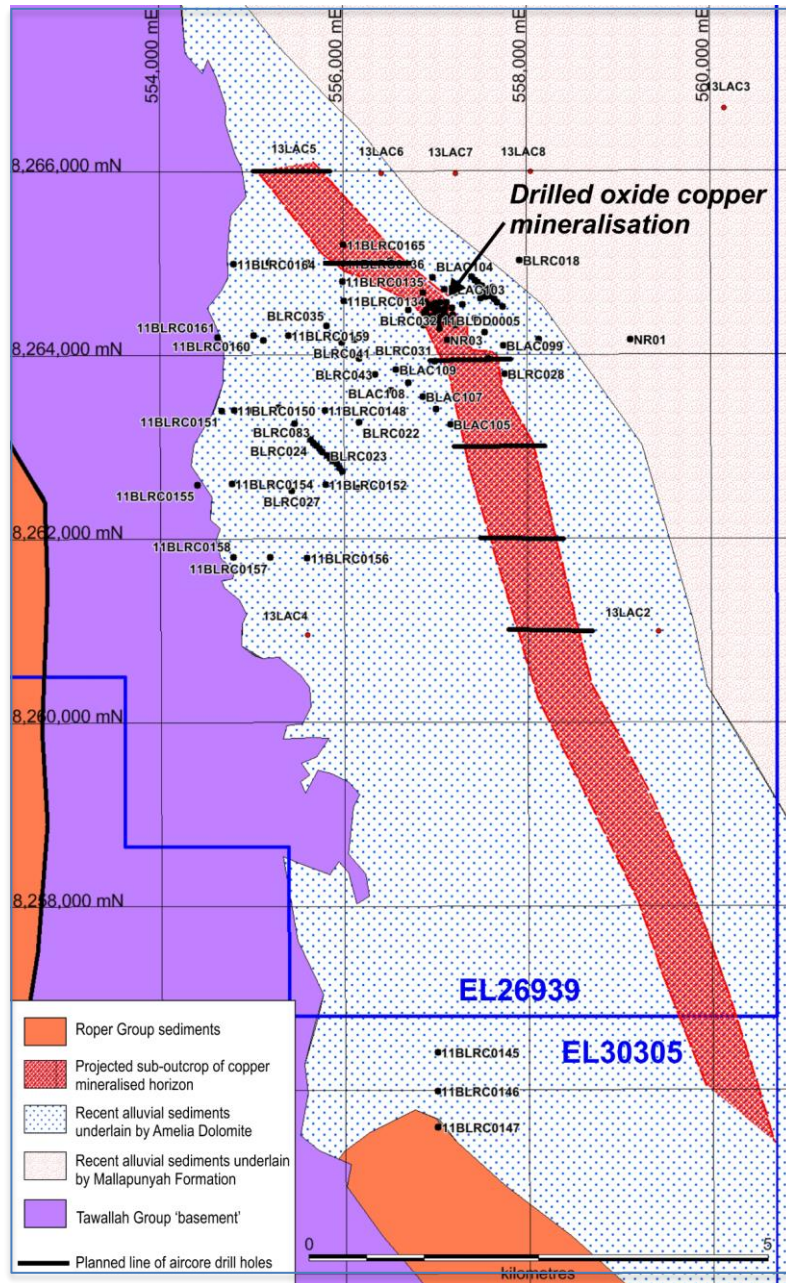 554,000 mE
556,000 mE
558,000 mE
560,000 mE
13LAC3
13LAC5
13LAC6
13LAC7
13LAC8
8,266,000 mN
Drilled oxide copper
mineralisation
11BLRC0165
11BLRC0164
11BLRC0136
BLAC104
BLRC018
11BLRC0135
BLAC103
11BLRC0134
BLRC035
BLRC032
11BLDD0005
11BLRC0161
11BLRC0159
NR03
NR01
11BLRC0160
BLRC041
BLRC031
BLAC099
8,264,000 mN
BLRC043
BLAC109
BLRC028
BLAC108
BLAC107
11BLRC0150
11BLRC0148
11BLRC0151
BLRC083
BLRC022
BLAC105
BLRC024
BLRC023
11BLRC0154
11BLRC0152
11BLRC0155
BLRC027
8,262,000 mN
11BLRC0158
11BLRC0156
11BLRC0157
13LAC4
13LAC2
8,260,000 mN
8,258,000 mN
EL26939
EL30305
11BLRC0145
11BLRC0146
11BLRC0147
Roper Group sediments
Projected sub-outcrop of copper
mineralised horizon
Recent alluvial sediments
underlain by Amelia Dolomite
Recent alluvial sediments underlain
by Mallapunyah Formation
Tawallah Group 'basement'
Planned line of aircore drill holes
0
5
kilometres